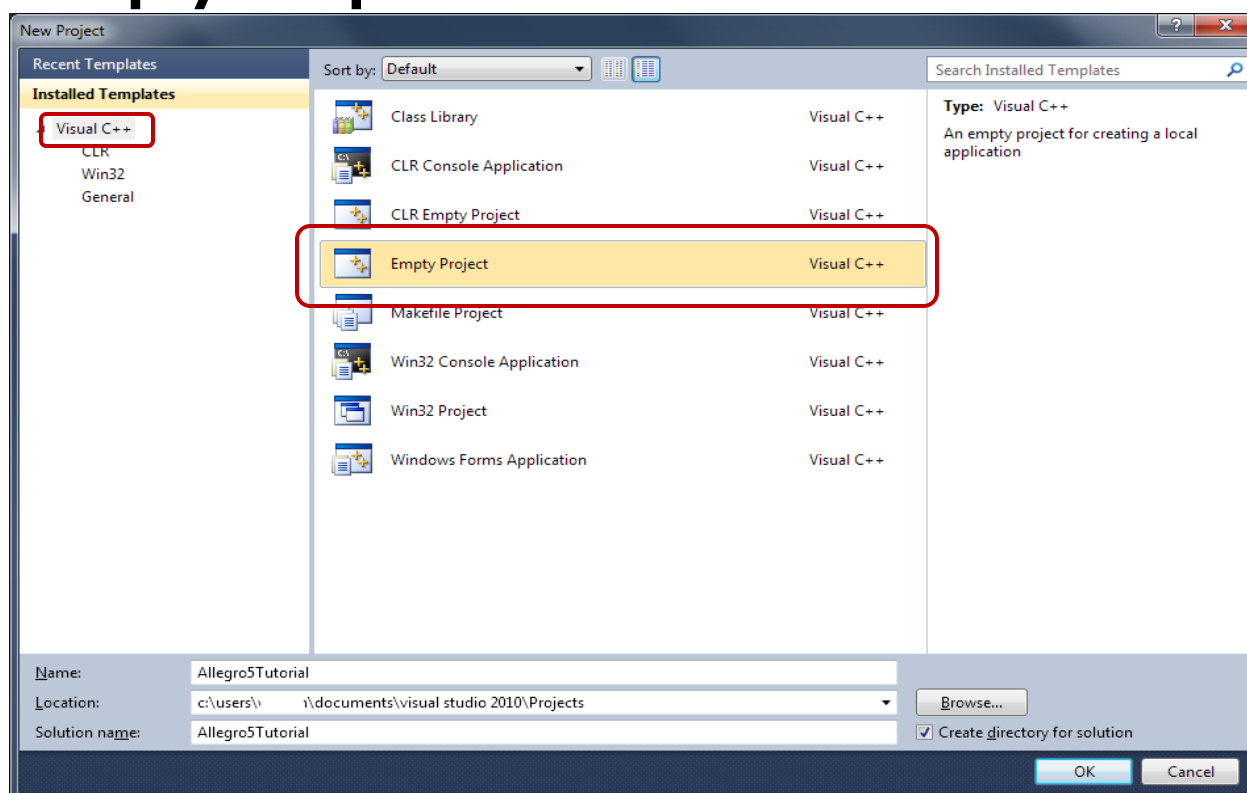 New Project
Recent Templates
Installed Templates
Visual C++
CLR
Win32
General
Sort by: Default
Class Library Visual C++
CLR Console Application Visual C++
CLR Empty Project Visual C++
Empty Project Visual C++
Makefile Project Visual C++
Win32 Console Application Visual C++
Win32 Project Visual C++
Windows Forms Application Visual C++
Search Installed Templates
Type: Visual C++
An empty project for creating a local
application
Name: Allegro5Tutorial
Location: c:\users\ \documents\visual studio 2010\Projects
Browse...
Solution name: Allegro5Tutorial
Create directory for solution
OK Cancel